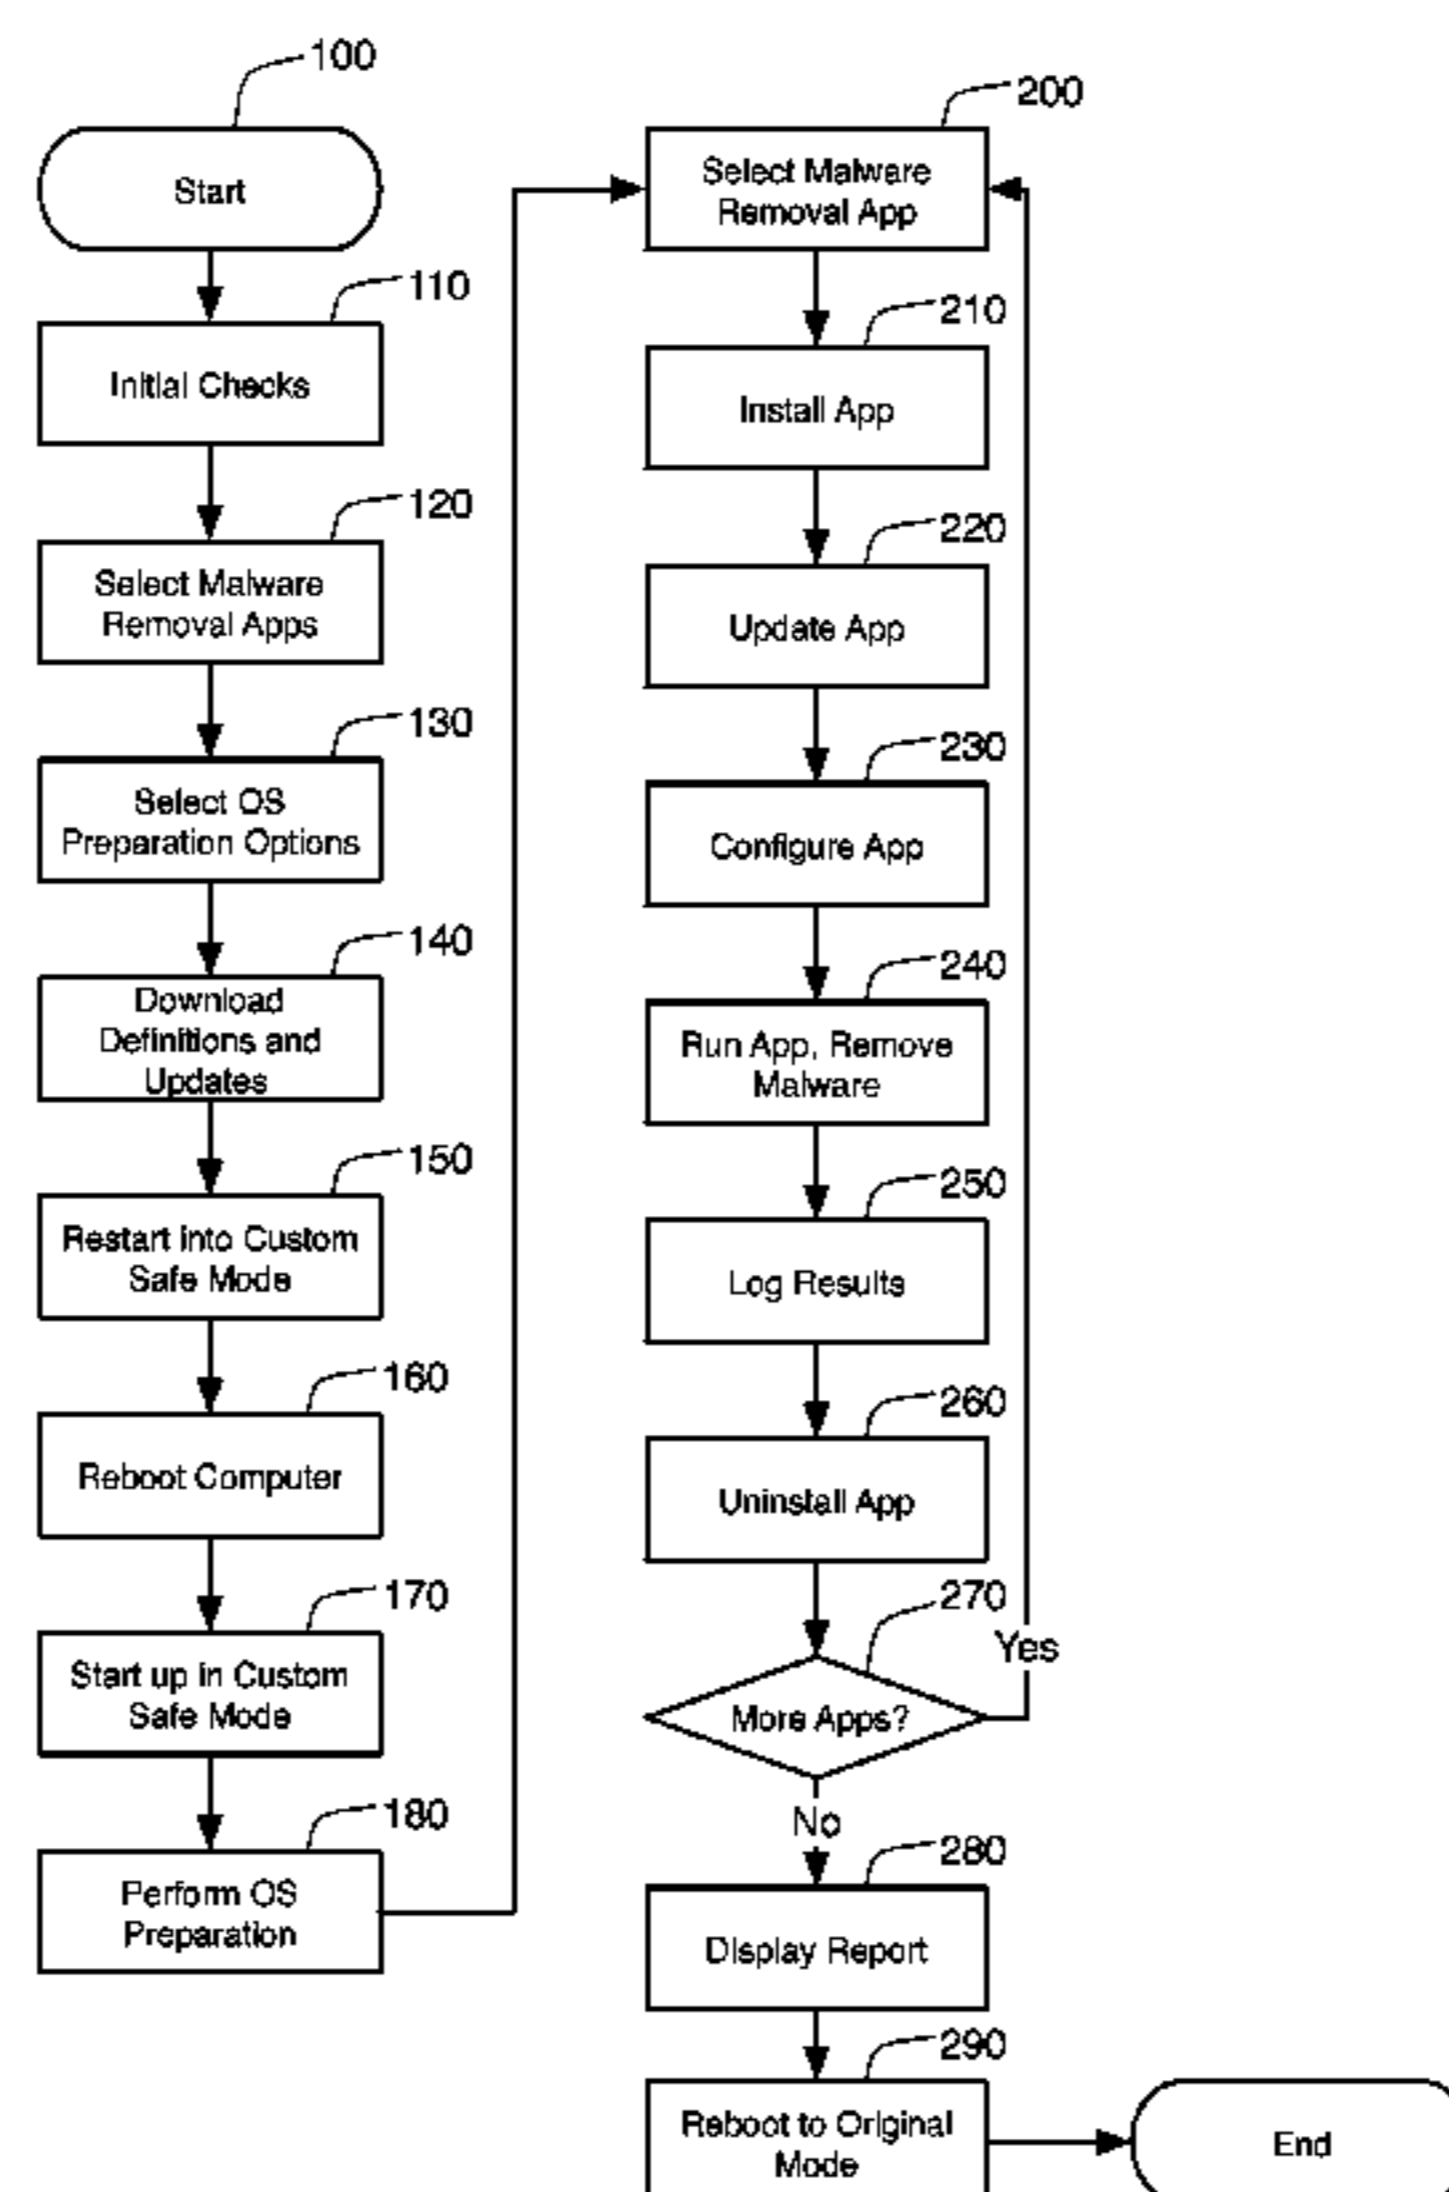 100
Start
110
Initial Checks
120
Select Malware
Removal Apps
130
Select OS
Preparation Options
140
Download
Definitions and
Updates
150
Restart into Custom
Safe Mode
160
Reboot Computer
170
Start up in Custom
Safe Mode
180
Perform OS
Preparation
200
Select Malware
Removal App
210
Install App
220
Update App
230
Configure App
240
Run App, Remove
Malware
250
Log Results
260
Uninstall App
270
More Apps?
Yes
No
280
Display Report
290
Reboot to Original
Mode
End